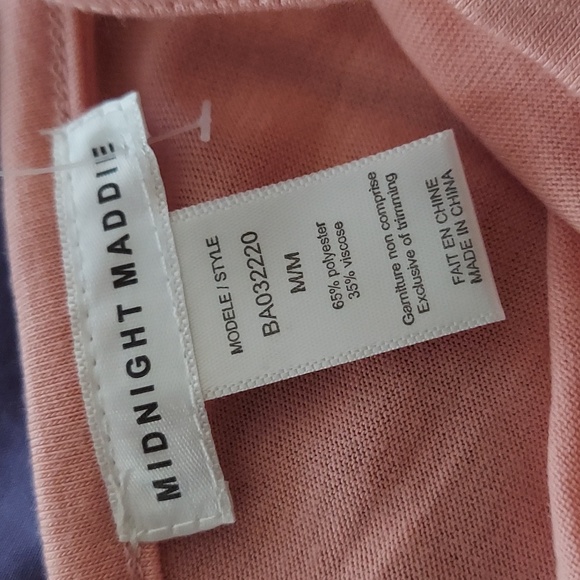 MIDNIGHT MADDIE
MODELE / STYLE
BA032220
M/M
65% polyester
35% viscose
Garniture non comprise
Exclusive of trimming
FAIT EN CHINE
MADE IN CHINA